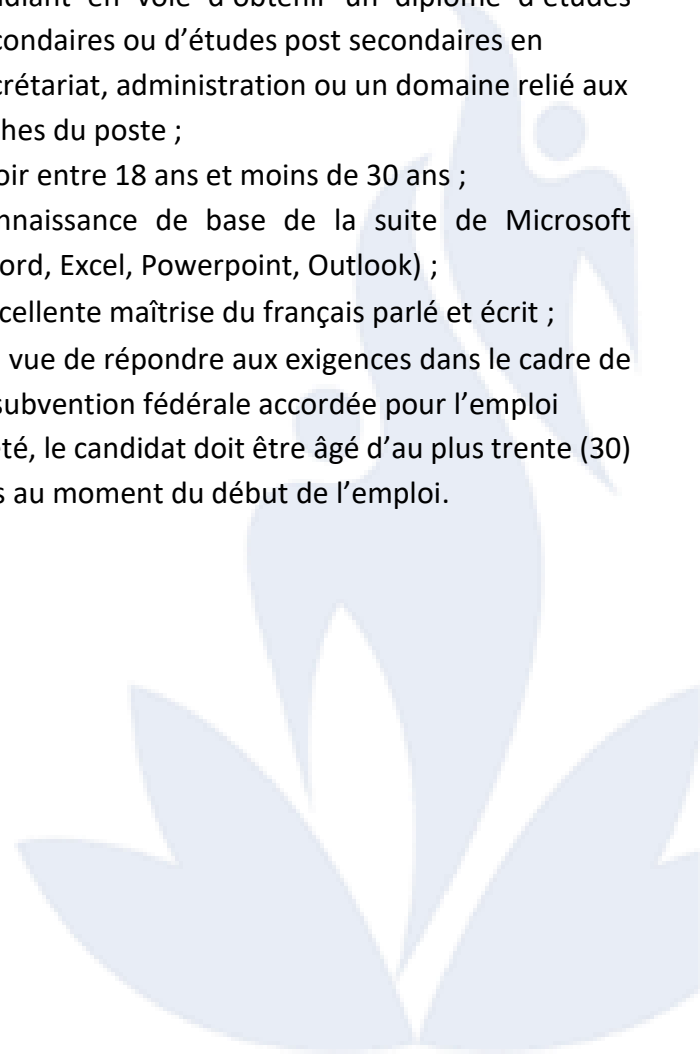 diant en voie d'obtenir un diplôme d'études
condaires ou d'études post secondaires en
crétariat, administration ou un domaine relié aux
hes du poste ;
oir entre 18 ans et moins de 30 ans ;
nnaissance de base de la suite de Microsoft
ord, Excel, Powerpoint, Outlook) ;
cellente maîtrise du français parlé et écrit ;
vue de répondre aux exigences dans le cadre de
subvention fédérale accordée pour l’emploi
été, le candidat doit être âgé d’au plus trente (30)
s au moment du début de l’emploi.